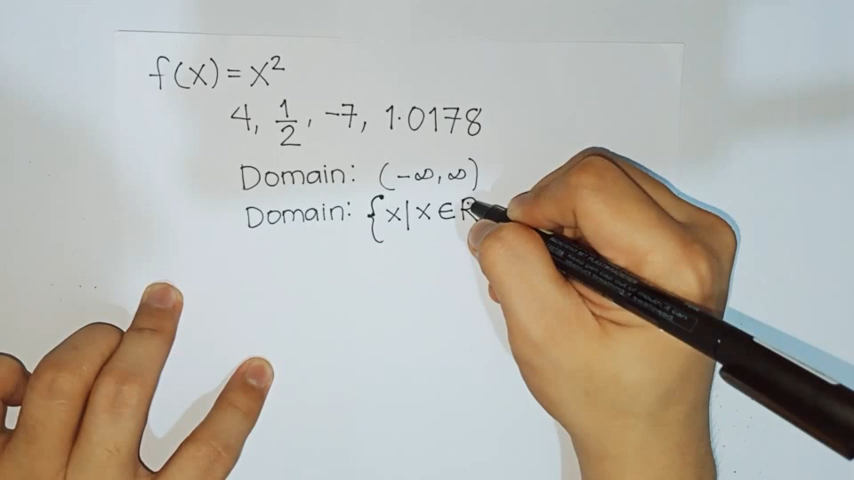 f(x) = x²
4, 1/2, -7, 1.0178
Domain: (-∞, ∞)
Domain: {x|x∈R